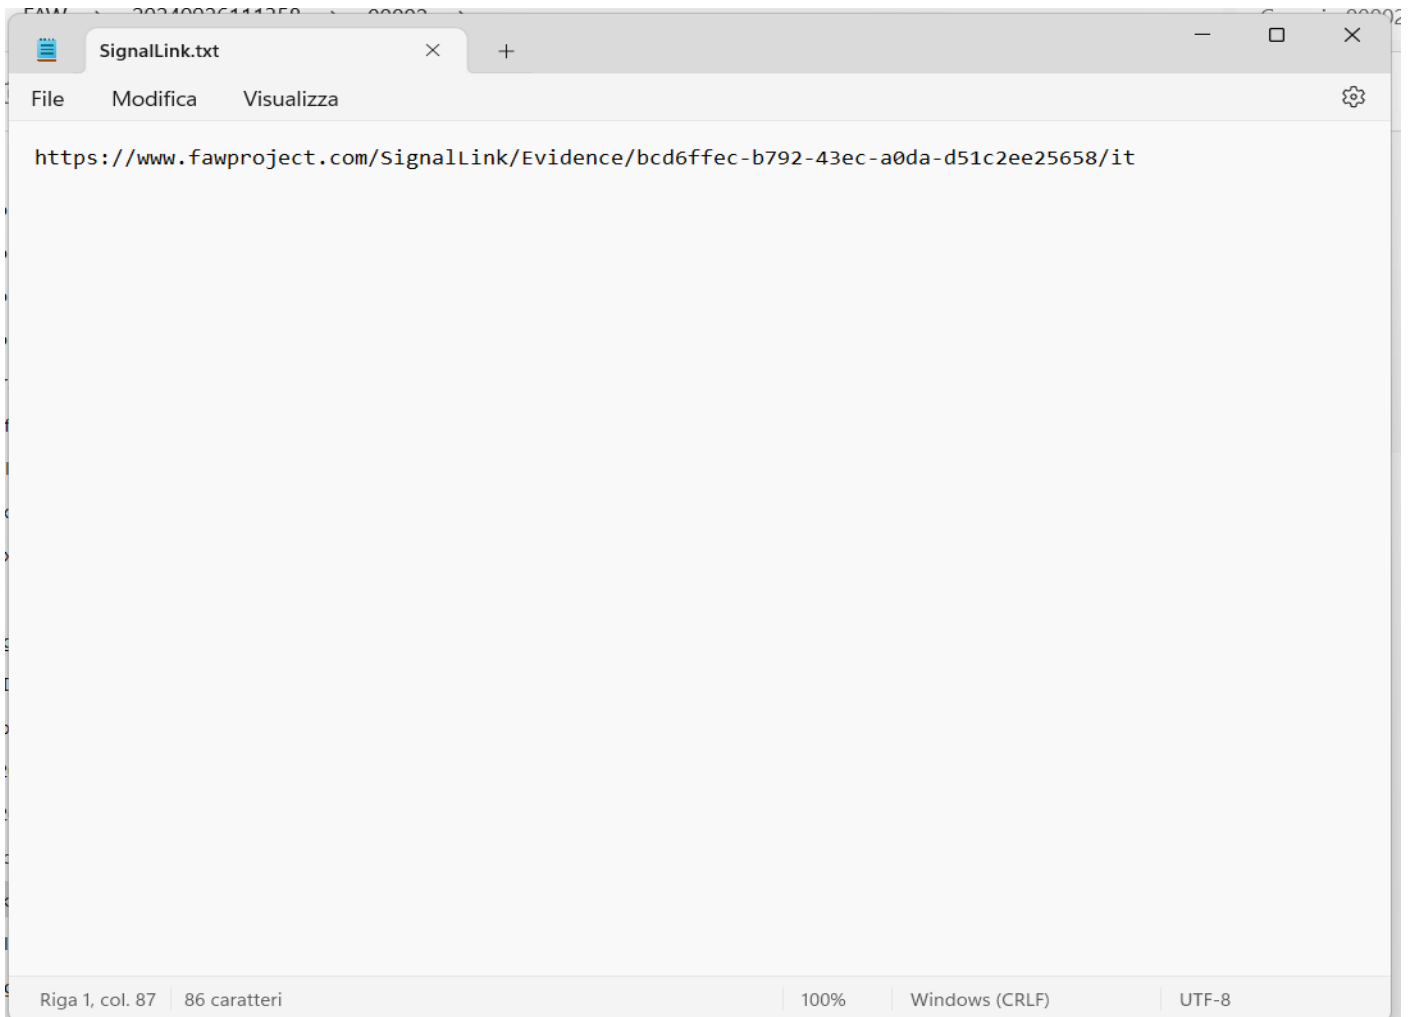 SignalLink.txt
File Modifica Visualizza
https://www.fawproject.com/SignalLink/Evidence/bcd6ffec-b792-43ec-a0da-d51c2ee25658/it
Riga 1, col. 87 86 caratteri 100% Windows (CRLF) UTF-8